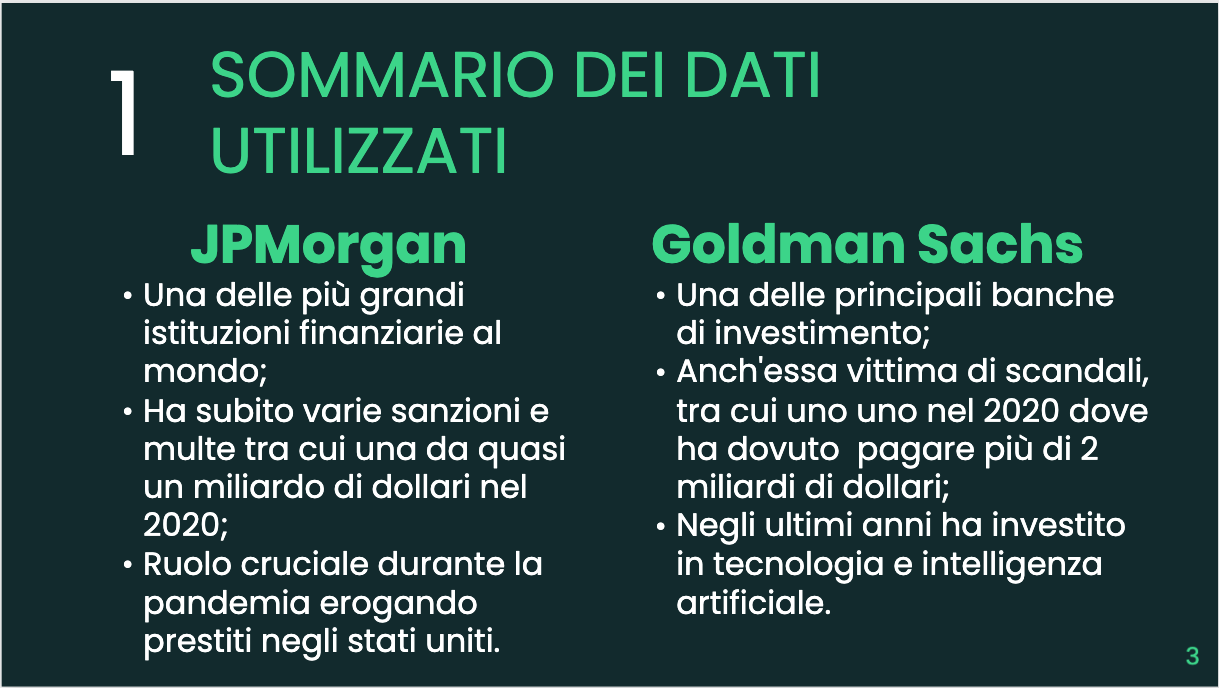 1
SOMMARIO DEI DATI
UTILIZZATI
JPMorgan
• Una delle più grandi
istituzioni finanziarie al
mondo;
• Ha subito varie sanzioni e
multe tra cui una da quasi
un miliardo di dollari nel
2020;
• Ruolo cruciale durante la
pandemia erogando
prestiti negli stati uniti.
Goldman Sachs
• Una delle principali banche
di investimento;
• Anch'essa vittima di scandali,
tra cui uno uno nel 2020 dove
ha dovuto  pagare più di 2
miliardi di dollari;
• Negli ultimi anni ha investito
in tecnologia e intelligenza
artificiale.
3